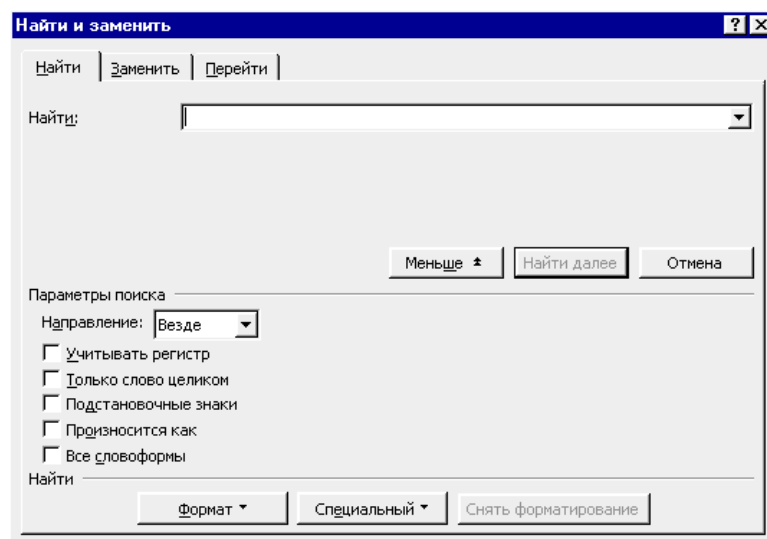 Найти и заменить
Найти Заменить Перейти
Найти:
Меньше Найти далее Отмена
Параметры поиска
Направление: Везде
Учитывать регистр
Только слово целиком
Подстановочные знаки
Произносится как
Все словоформы
Найти
Формат Специальный Снять форматирование